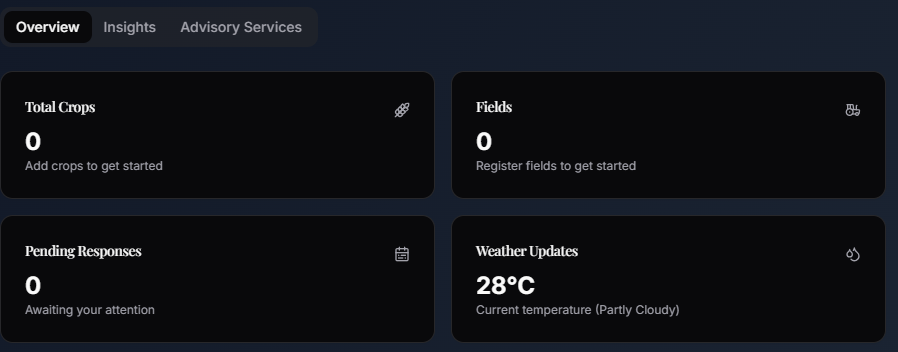 Overview Insights Advisory Services
Total Crops
0
Add crops to get started
Fields
0
Register fields to get started
Pending Responses
0
Awaiting your attention
Weather Updates
28°C
Current temperature (Partly Cloudy)